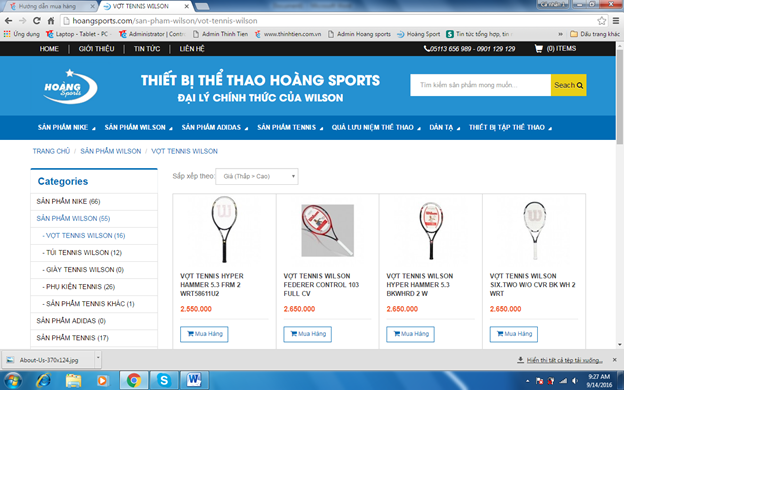 Hướng dẫn mua hàng
VỢT TENNIS WILSON
hoangsports.com/san-pham-wilson/vot-tennis-wilson
Ứng dụng Laptop - Tablet - PC - Administrator | Contr Admin Thinh Tien www.thinhtien.com.vn Admin Hoang sports Hoàng Sport Tin tức tổng hợp, tin » Dấu trang khác
HOME GIỚI THIỆU TIN TỨC LIÊN HỆ 05113 656 989 - 0901 129 129 (0) ITEMS
HOÀNG
Sports
THIẾT BỊ THỂ THAO HOÀNG SPORTS
ĐẠI LÝ CHÍNH THỨC CỦA WILSON
Tìm kiếm sản phẩm mong muốn... Seach
SẢN PHẨM NIKE SẢN PHẨM WILSON SẢN PHẨM ADIDAS SẢN PHẨM TENNIS QUÀ LƯU NIỆM THỂ THAO DÂN TẠ THIẾT BỊ TẬP THỂ THAO
TRANG CHỦ / SẢN PHẨM WILSON / VỢT TENNIS WILSON
Categories
SẢN PHẨM NIKE (66)
SẢN PHẨM WILSON (55)
- VỢT TENNIS WILSON (16)
- TÚI TENNIS WILSON (12)
- GIÀY TENNIS WILSON (0)
- PHỤ KIỆN TENNIS (26)
- SẢN PHẨM TENNIS KHÁC (1)
SẢN PHẨM ADIDAS (0)
SẢN PHẨM TENNIS (17)
Sắp xếp theo: Giá (Thấp > Cao)
VỢT TENNIS HYPER
HAMMER 5.3 FRM 2
WRT58611U2
2.550.000
Mua Hàng
VỢT TENNIS WILSON
FEDERER CONTROL 103
FULL CV
2.650.000
Mua Hàng
VỢT TENNIS WILSON
HYPER HAMMER 5.3
BKWHRD 2 W
2.650.000
Mua Hàng
VỢT TENNIS WILSON
SIX.TWO W/O CVR BK WH 2
WRT
2.650.000
Mua Hàng
About-Us-370x124.jpg
Hiển thị tất cả tệp tải xuống...
9:27 AM
9/14/2016